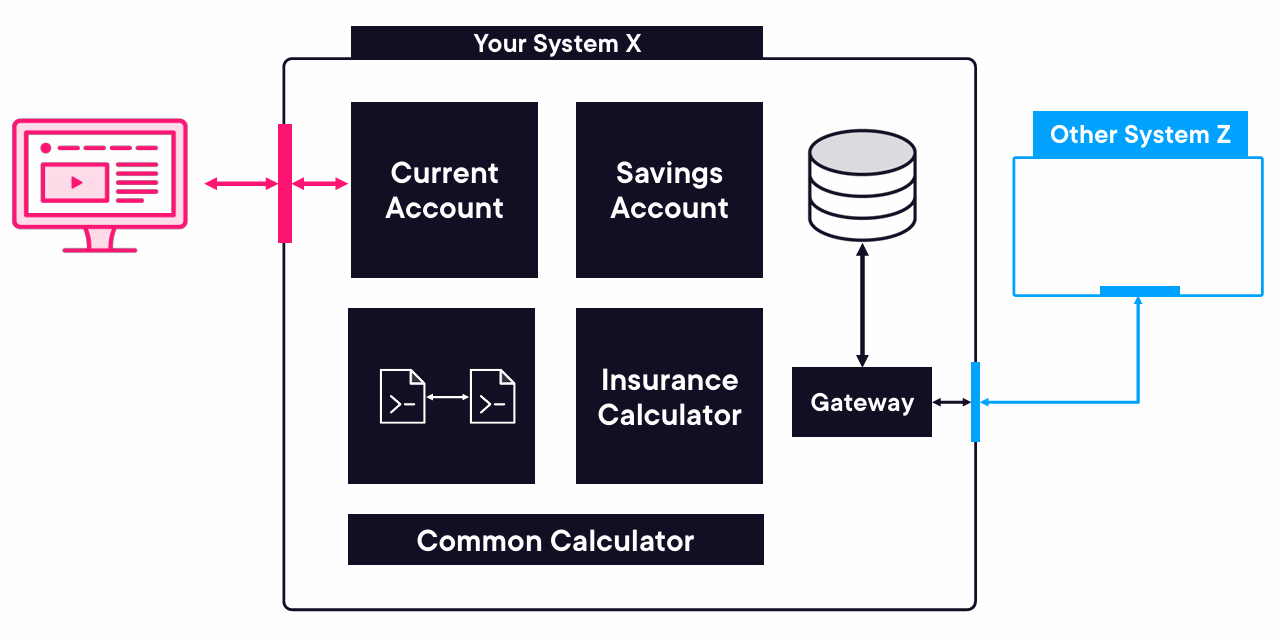 Your System X
Other System Z
Current
Account
Savings
Account
Insurance
Calculator
Gateway
Common Calculator